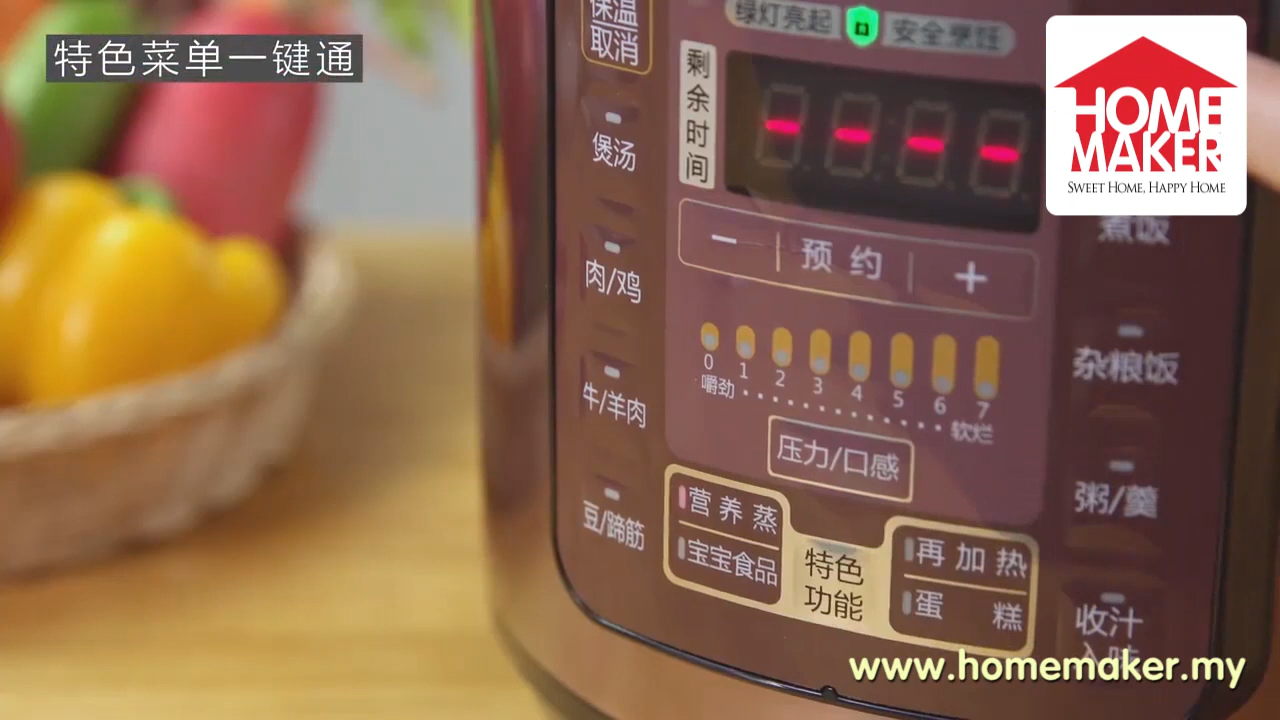 特色菜单一键通
HOME
MAKER
SWEET HOME, HAPPY HOME
保温
取消
绿灯亮起
安全烹饪
剩余时间
煲汤
肉/鸡
牛/羊肉
豆/蹄筋
− 预约 +
0 1 2 3 4 5 6 7
嚼劲
软烂
压力/口感
营养蒸
宝宝食品
特色
功能
再加热
蛋糕
煮饭
杂粮饭
粥/羹
收汁
入味
www.homemaker.my